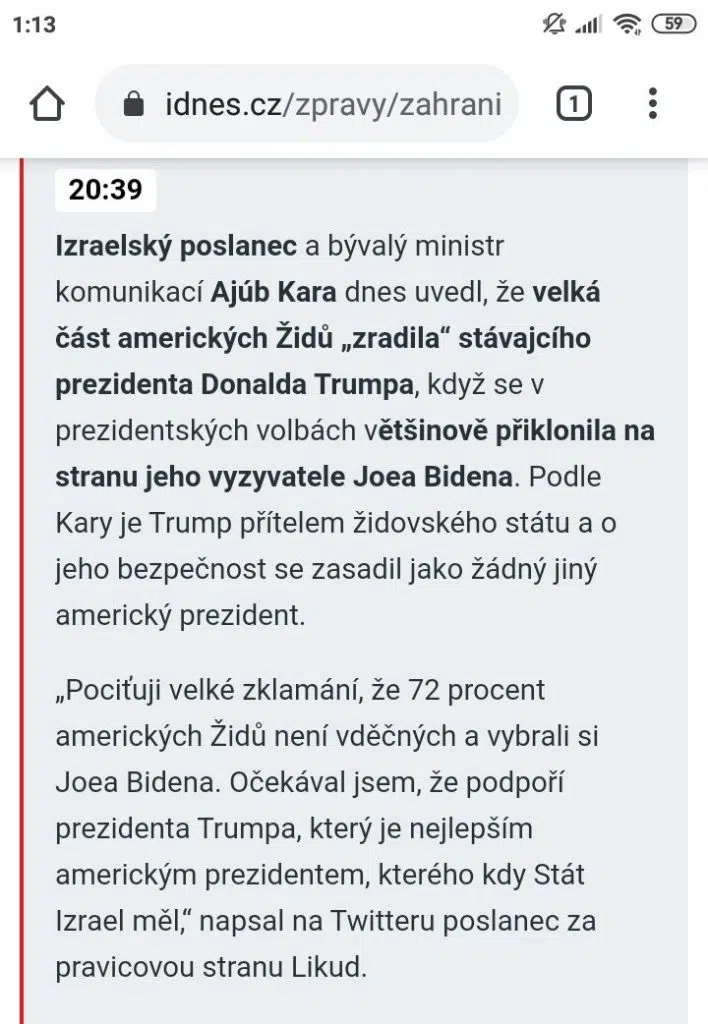 1:13
59
idnes.cz/zpravy/zahrani
1
20:39
Izraelský poslanec a bývalý ministr
komunikací Ajúb Kara dnes uvedl, že velká
část amerických Židů „zradila“ stávajícího
prezidenta Donalda Trumpa, když se v
prezidentských volbách většinově přiklonila na
stranu jeho vyzyvatele Joea Bidena. Podle
Kary je Trump přítelem židovského státu a o
jeho bezpečnost se zasadil jako žádný jiný
americký prezident.
„Pociťuji velké zklamání, že 72 procent
amerických Židů není vděčných a vybrali si
Joea Bidena. Očekával jsem, že podpoří
prezidenta Trumpa, který je nejlepším
americkým prezidentem, kterého kdy Stát
Izrael měl,“ napsal na Twitteru poslanec za
pravicovou stranu Likud.